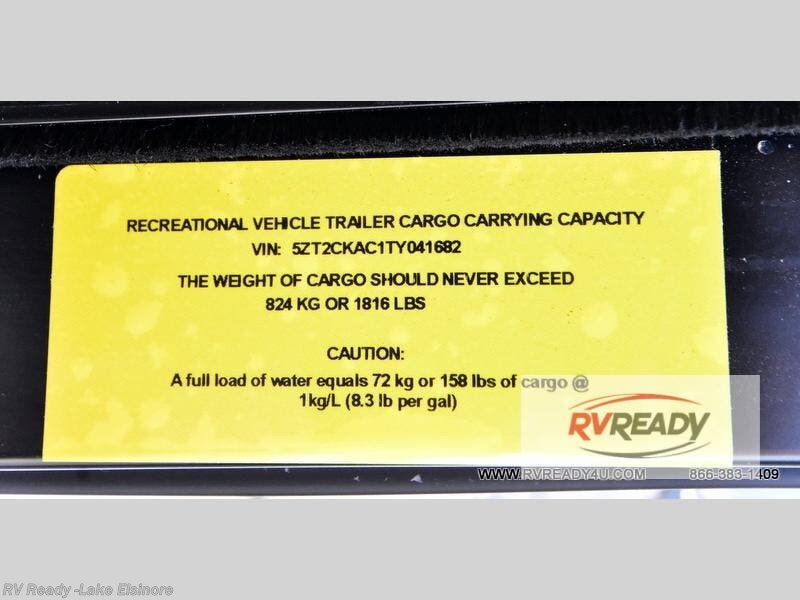 RECREATIONAL VEHICLE TRAILER CARGO CARRYING CAPACITY
VIN: 5ZT2CKAC1TY041682
THE WEIGHT OF CARGO SHOULD NEVER EXCEED
824 KG OR 1816 LBS
CAUTION:
A full load of water equals 72 kg or 158 lbs of cargo @
1kg/L (8.3 lb per gal)
RVREADY
WWW.RVREADY4U.COM 866-383-1409
RV Ready -Lake Elsinore